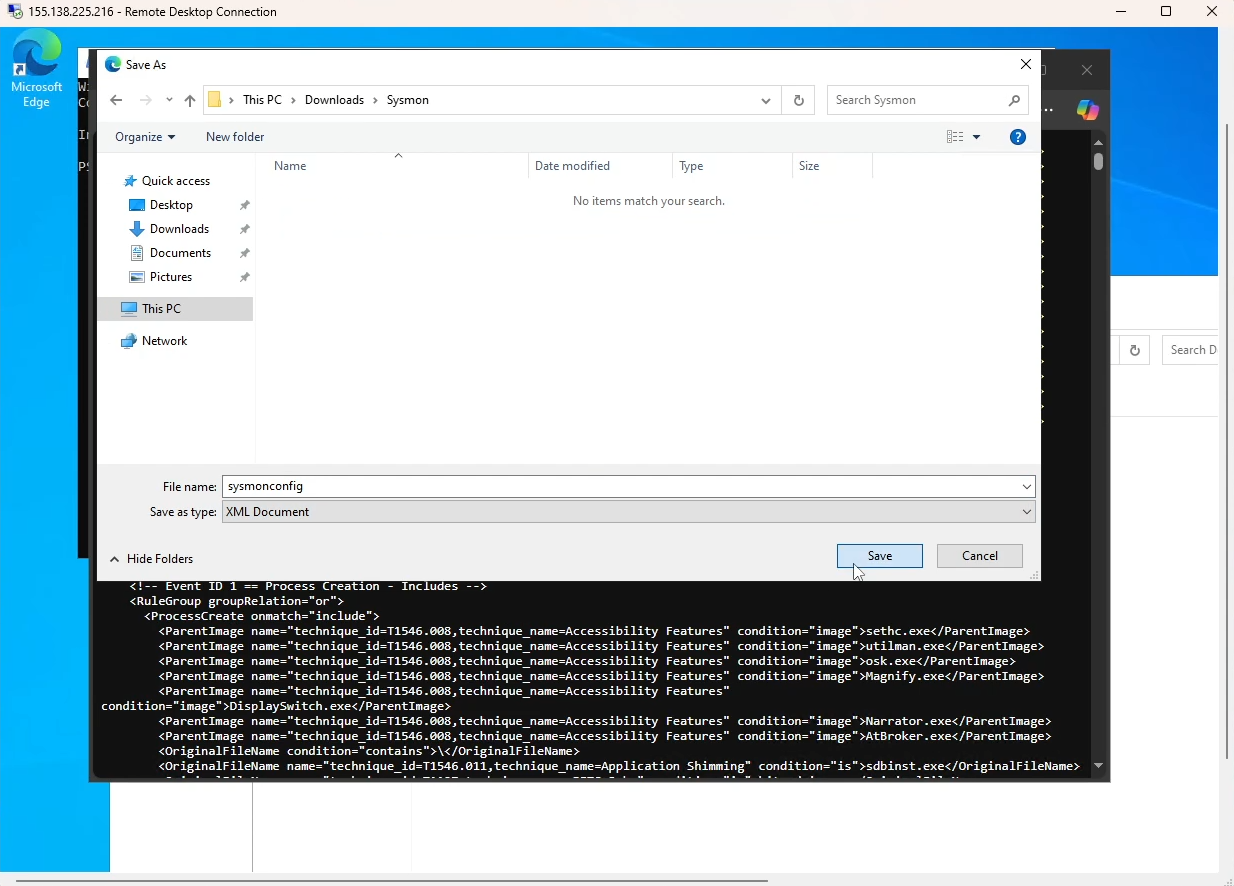 155.138.225.216 - Remote Desktop Connection
Microsoft
Edge
Save As
This PC > Downloads > Sysmon
Search Sysmon
Organize
New folder
Name
Date modified
Type
Size
No items match your search.
Quick access
Desktop
Downloads
Documents
Pictures
This PC
Network
Search D
File name: sysmonconfig
Save as type: XML Document
Hide Folders
Save
Cancel
<!-- Event ID 1 == Process Creation - Includes -->
<RuleGroup groupRelation="or">
<ProcessCreate onmatch="include">
<ParentImage name="technique_id=T1546.008,technique_name=Accessibility Features" condition="image">sethc.exe</ParentImage>
<ParentImage name="technique_id=T1546.008,technique_name=Accessibility Features" condition="image">utilman.exe</ParentImage>
<ParentImage name="technique_id=T1546.008,technique_name=Accessibility Features" condition="image">osk.exe</ParentImage>
<ParentImage name="technique_id=T1546.008,technique_name=Accessibility Features" condition="image">Magnify.exe</ParentImage>
<ParentImage name="technique_id=T1546.008,technique_name=Accessibility Features"
condition="image">DisplaySwitch.exe</ParentImage>
<ParentImage name="technique_id=T1546.008,technique_name=Accessibility Features" condition="image">Narrator.exe</ParentImage>
<ParentImage name="technique_id=T1546.008,technique_name=Accessibility Features" condition="image">AtBroker.exe</ParentImage>
<OriginalFileName condition="contains">\</OriginalFileName>
<OriginalFileName name="technique_id=T1546.011,technique_name=Application Shimming" condition="is">sdbinst.exe</OriginalFileName>